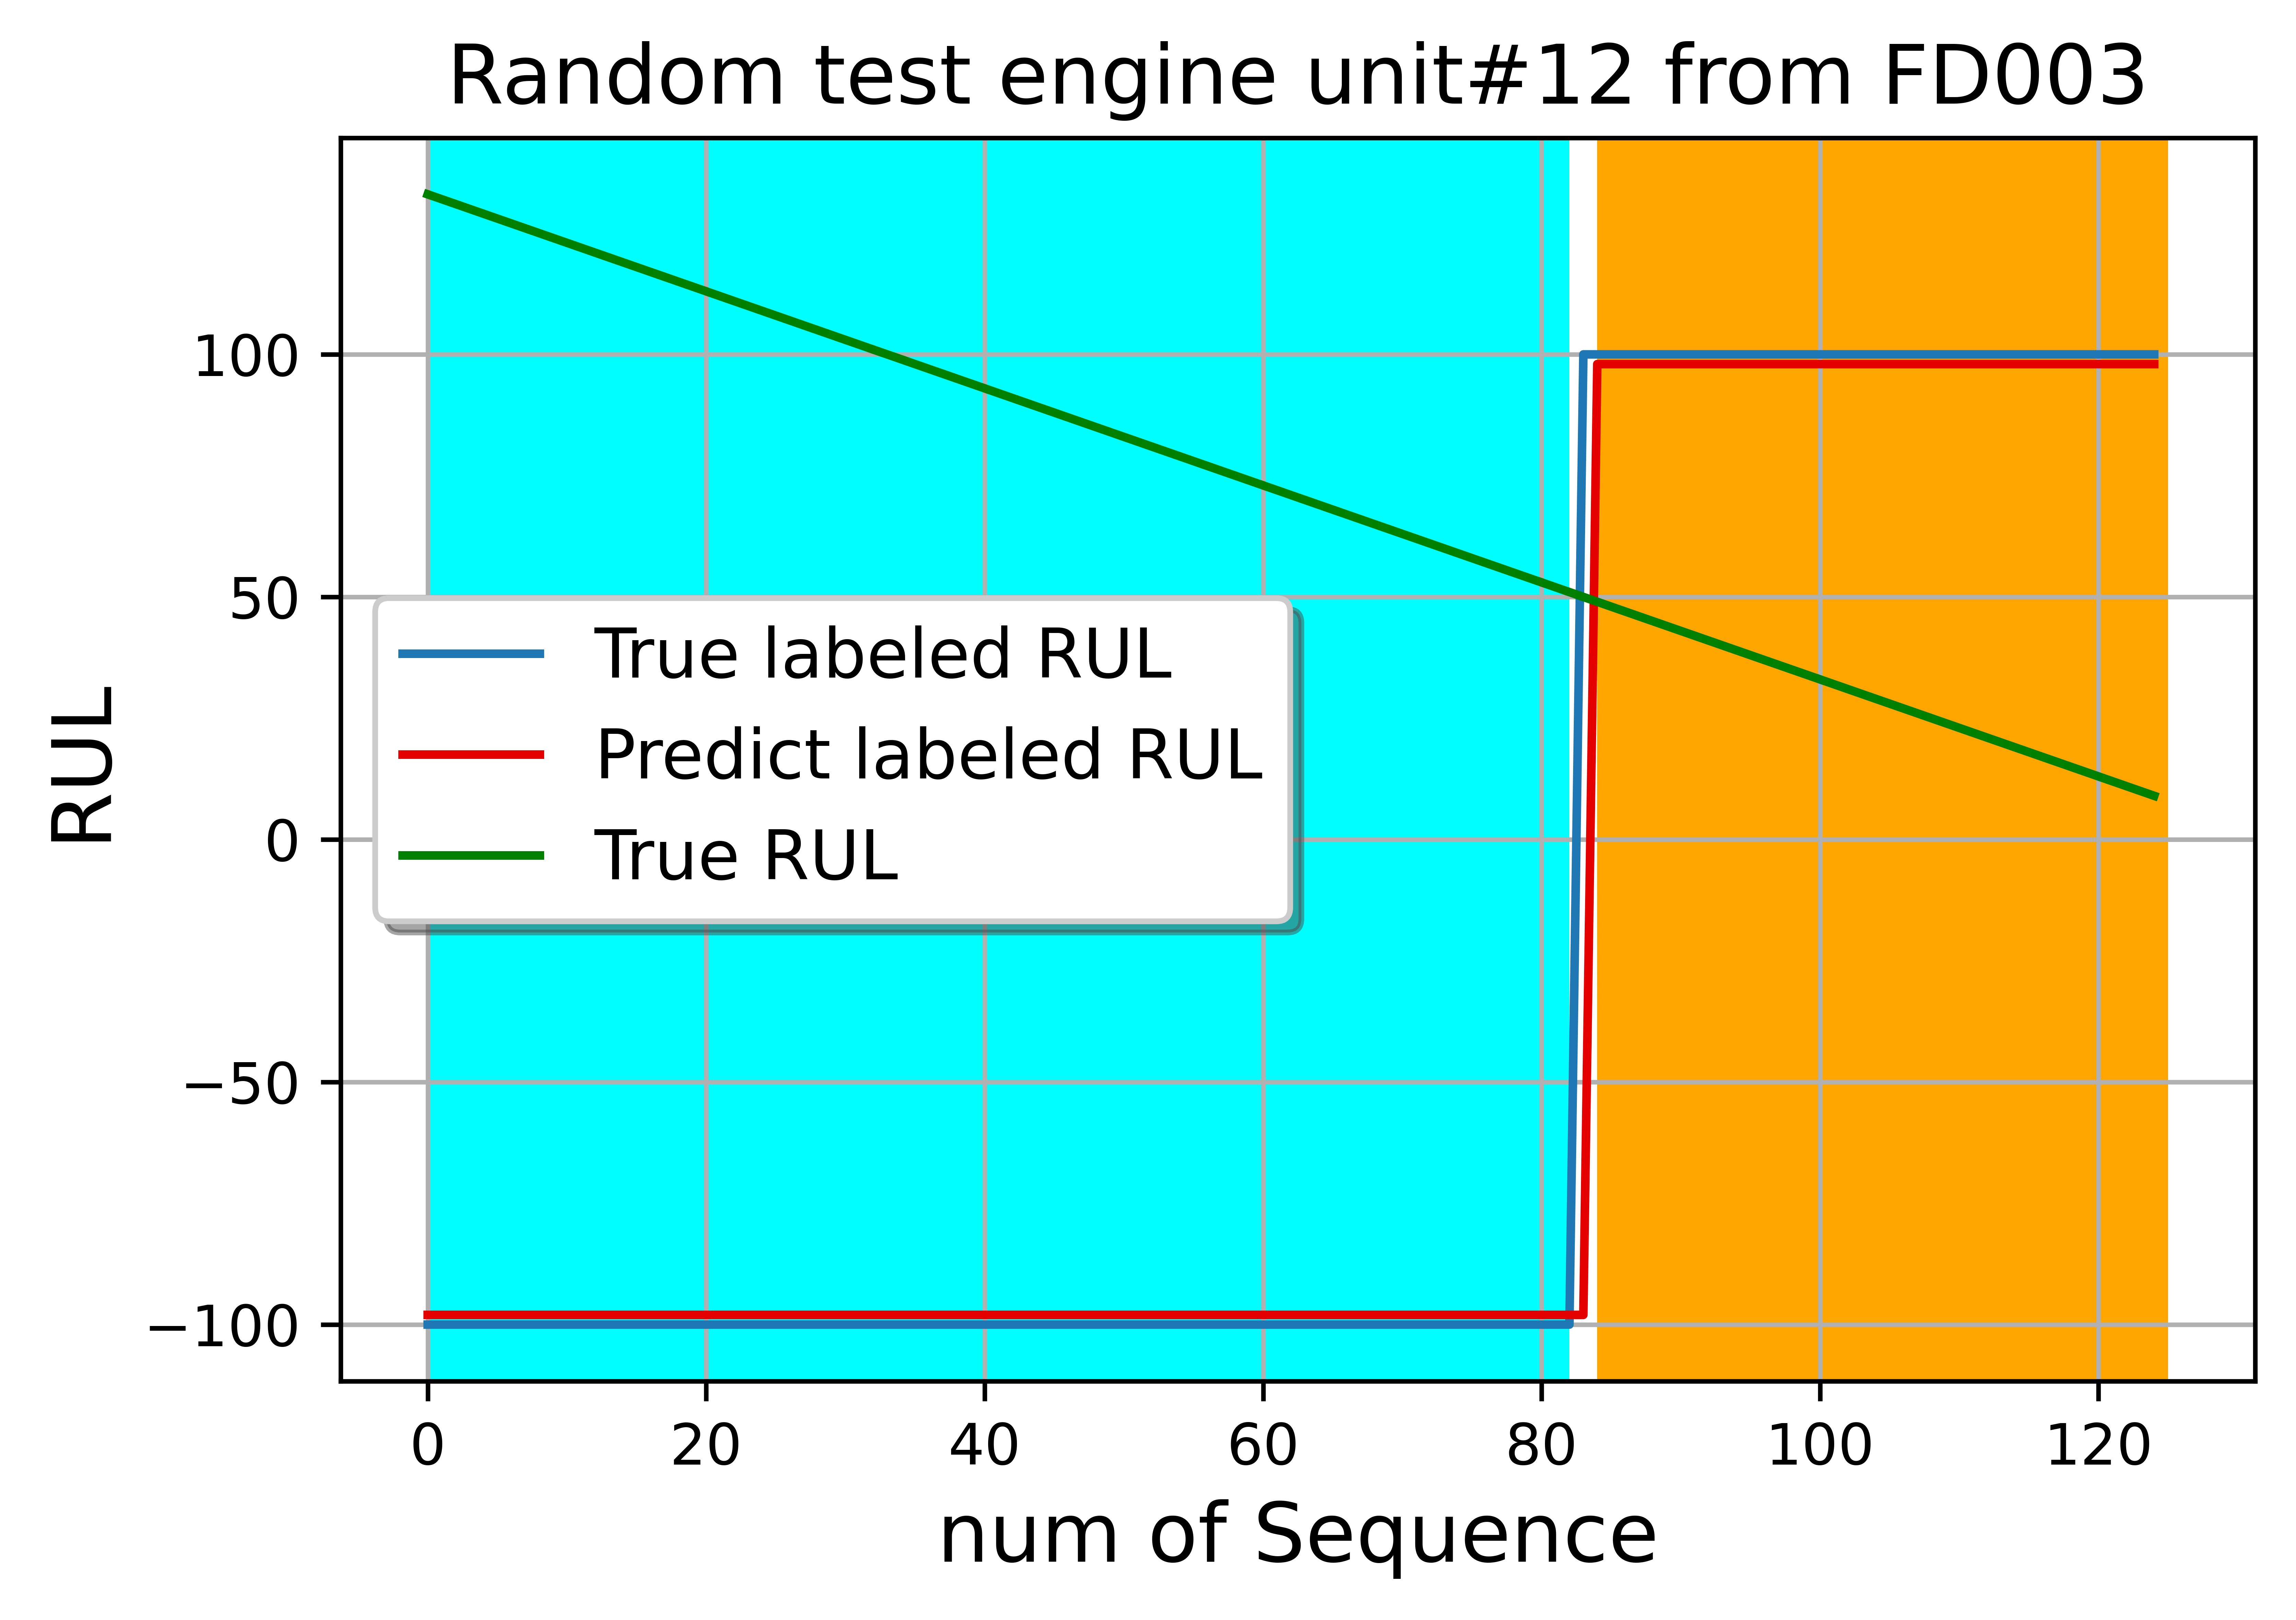 Random test engine unit#12 from FD003
RUL
100
50
0
−50
−100
True labeled RUL
Predict labeled RUL
True RUL
0 20 40 60 80 100 120
num of Sequence